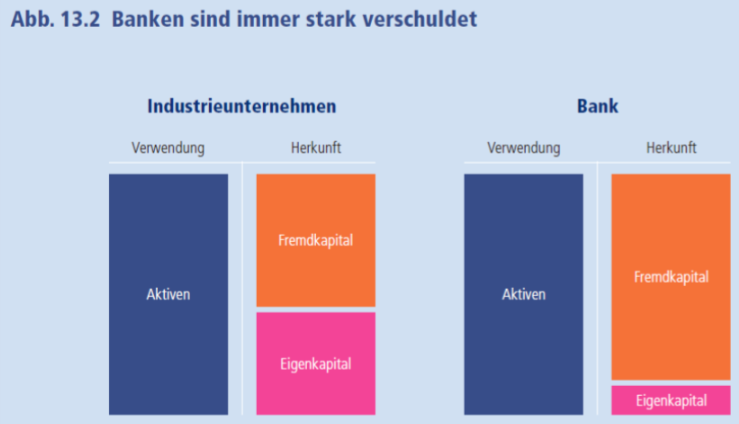 Abb. 13.2 Banken sind immer stark verschuldet
Industrieunternehmen
Verwendung Herkunft
Aktiven
Fremdkapital
Eigenkapital
Bank
Verwendung Herkunft
Aktiven
Fremdkapital
Eigenkapital